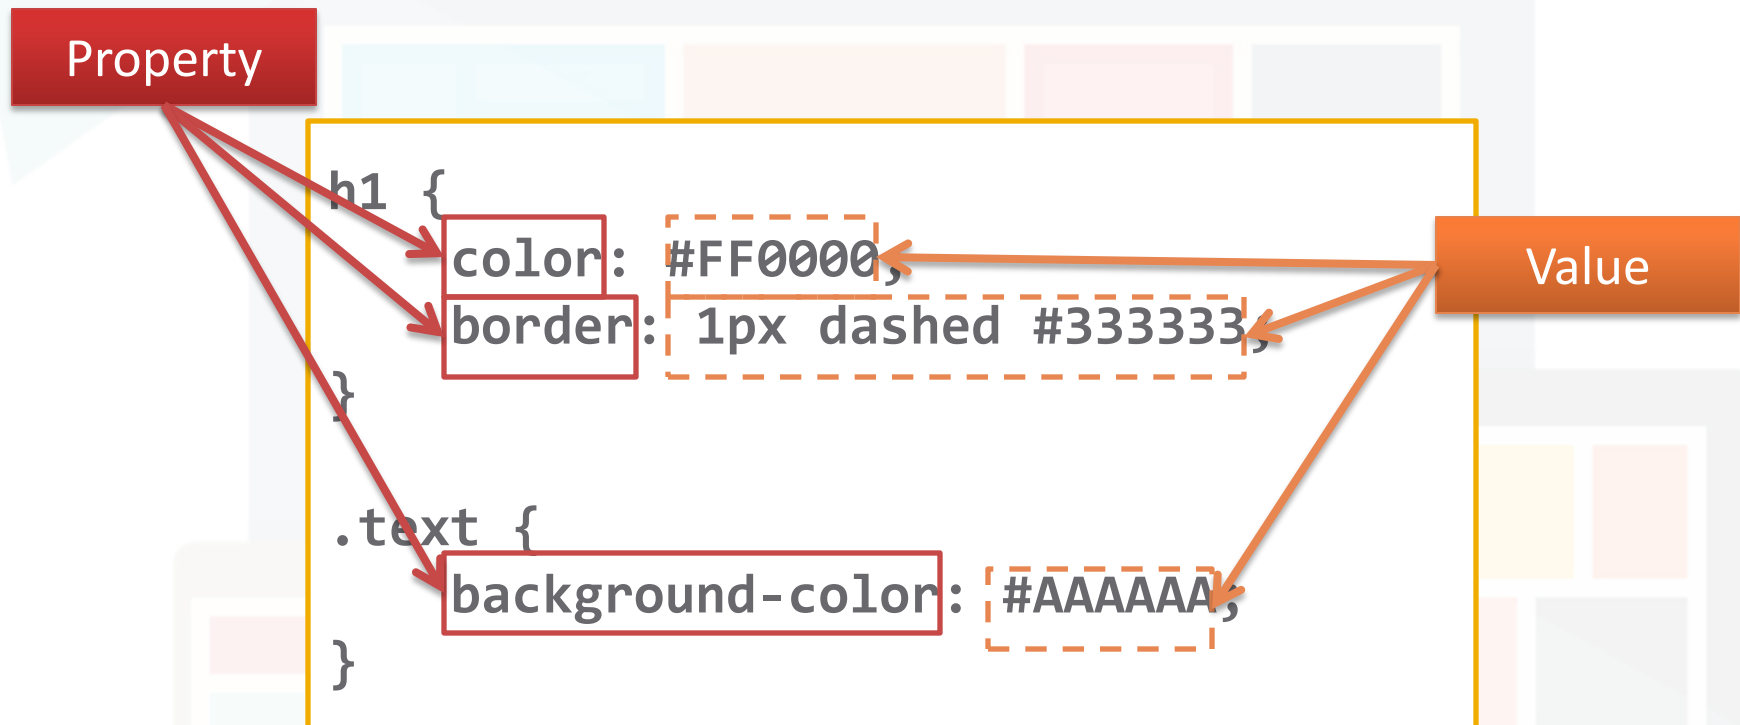 Property
h1 {
color: #FF0000;
Value
border: 1px dashed #333333;
}
.text {
background-color: #AAAAAA;
}